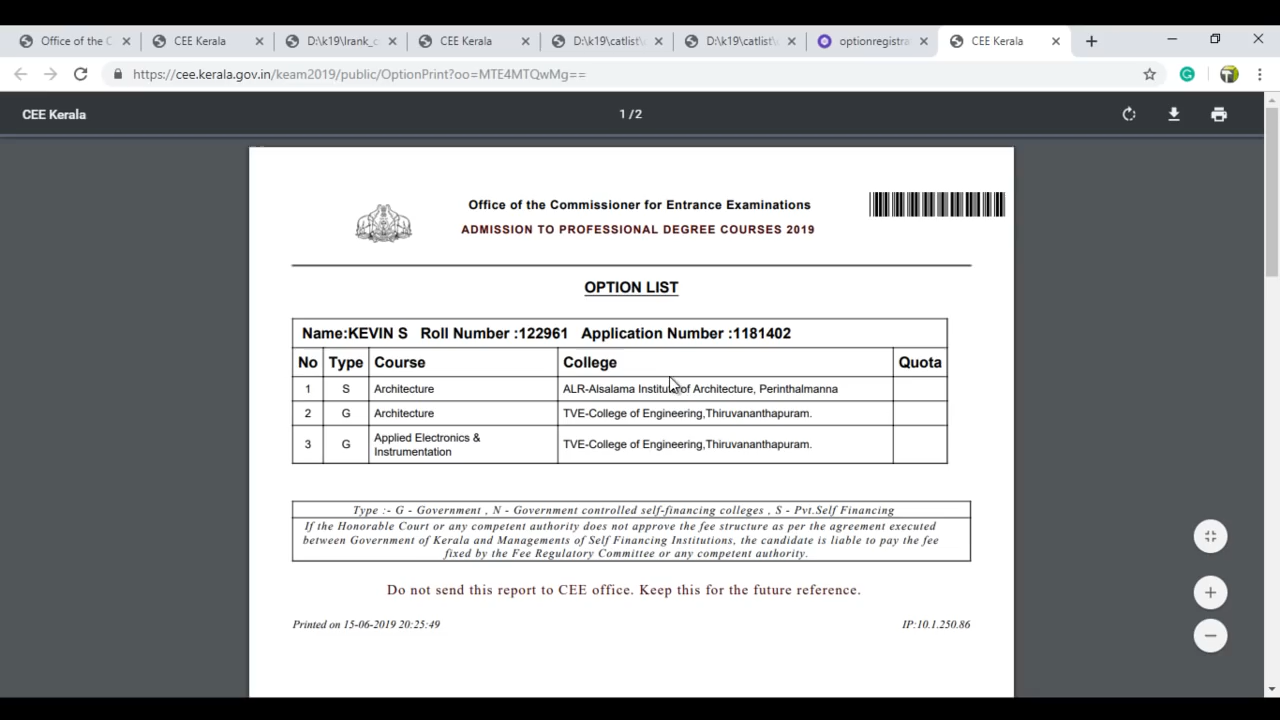 Office of the C
CEE Kerala
D:\k19\lrank_c
CEE Kerala
D:\k19\catlist\
D:\k19\catlist\
optionregistra
CEE Kerala
https://cee.kerala.gov.in/keam2019/public/OptionPrint?oo=MTE4MTQwMg==
CEE Kerala
1 / 2
Office of the Commissioner for Entrance Examinations
ADMISSION TO PROFESSIONAL DEGREE COURSES 2019
OPTION LIST
Name:KEVIN S Roll Number :122961 Application Number :1181402
No Type Course College Quota
1 S Architecture ALR-Alsalama Institute of Architecture, Perinthalmanna
2 G Architecture TVE-College of Engineering,Thiruvananthapuram.
3 G Applied Electronics & TVE-College of Engineering,Thiruvananthapuram.
Instrumentation
Type :- G - Government , N - Government controlled self-financing colleges , S - Pvt.Self Financing
If the Honorable Court or any competent authority does not approve the fee structure as per the agreement executed
between Government of Kerala and Managements of Self Financing Institutions, the candidate is liable to pay the fee
fixed by the Fee Regulatory Committee or any competent authority.
Do not send this report to CEE office. Keep this for the future reference.
Printed on 15-06-2019 20:25:49 IP:10.1.250.86